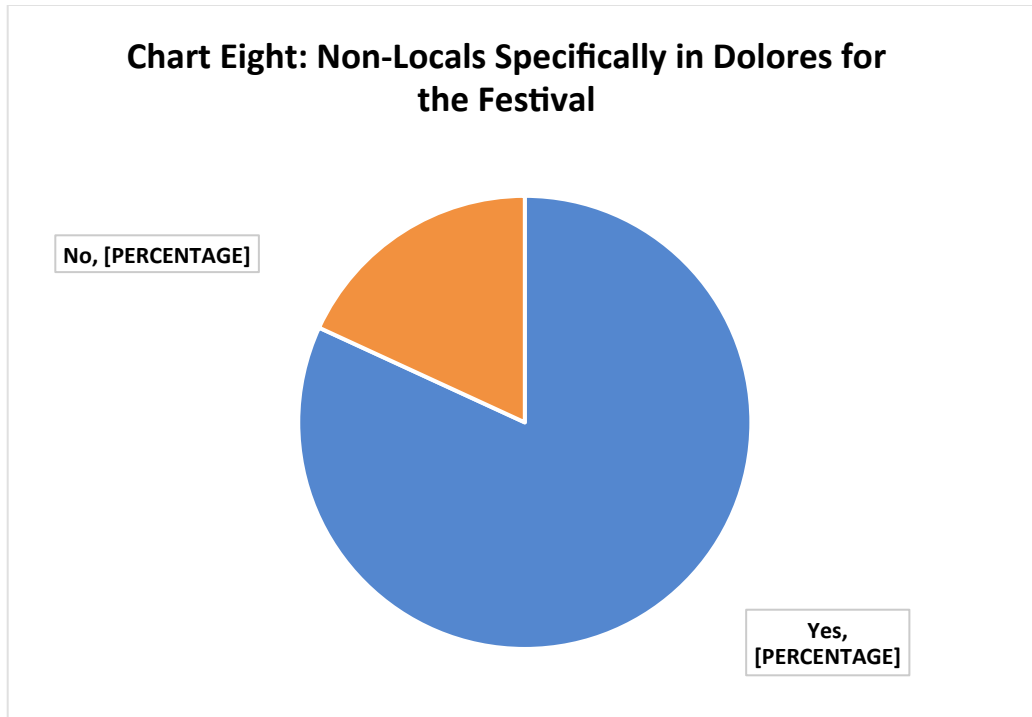 Chart Eight: Non-Locals Specifically in Dolores for
the Festival
No, [PERCENTAGE]
Yes,
[PERCENTAGE]